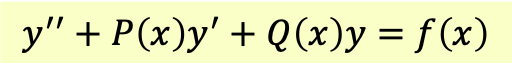 y'' + P(x)y' + Q(x)y = f(x)